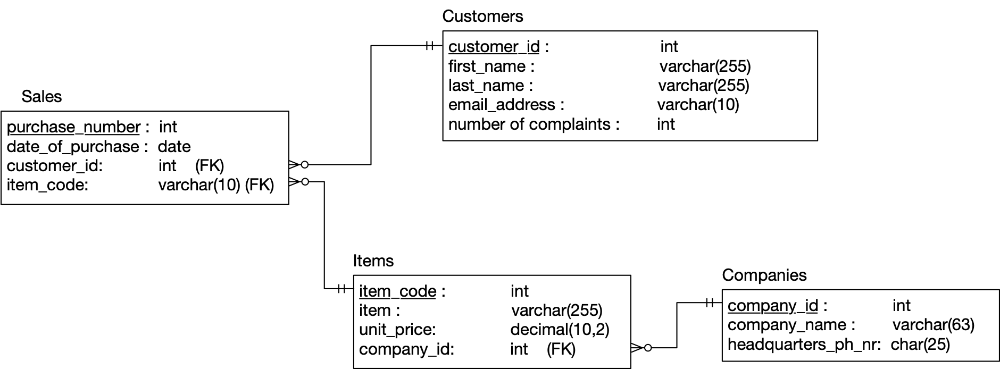 Customers
customer_id : int
first_name : varchar(255)
last_name : varchar(255)
email_address : varchar(10)
number of complaints : int
Sales
purchase_number : int
date_of_purchase : date
customer_id: int (FK)
item_code: varchar(10) (FK)
Items
item_code : int
item : varchar(255)
unit_price: decimal(10,2)
company_id: int (FK)
Companies
company_id : int
company_name : varchar(63)
headquarters_ph_nr: char(25)